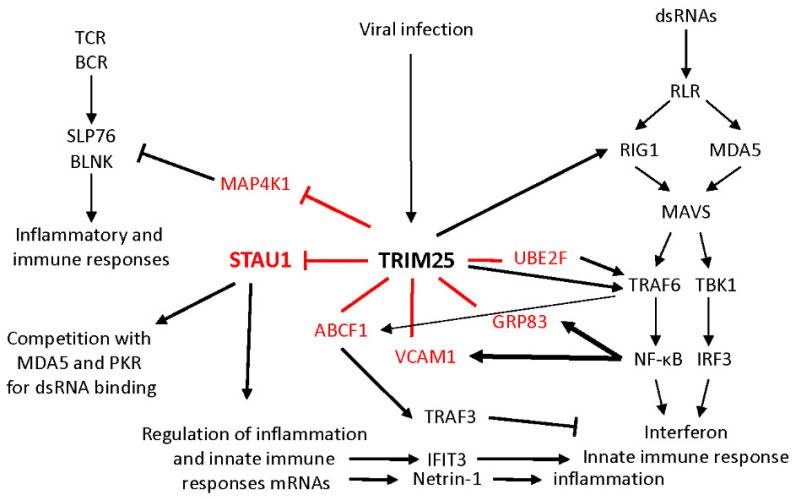 TCR
BCR
SLP76
BLNK
Inflammatory and
immune responses
Viral infection
dsRNAs
RLR
RIG1
MDA5
MAVS
MAP4K1
STAU1
TRIM25
UBE2F
TRAF6
TBK1
ABCF1
GRP83
VCAM1
NF-κB
IRF3
Competition with
MDA5 and PKR
for dsRNA binding
TRAF3
Interferon
Regulation of inflammation
and innate immune
responses mRNAs
IFIT3
Innate immune response
Netrin-1
inflammation